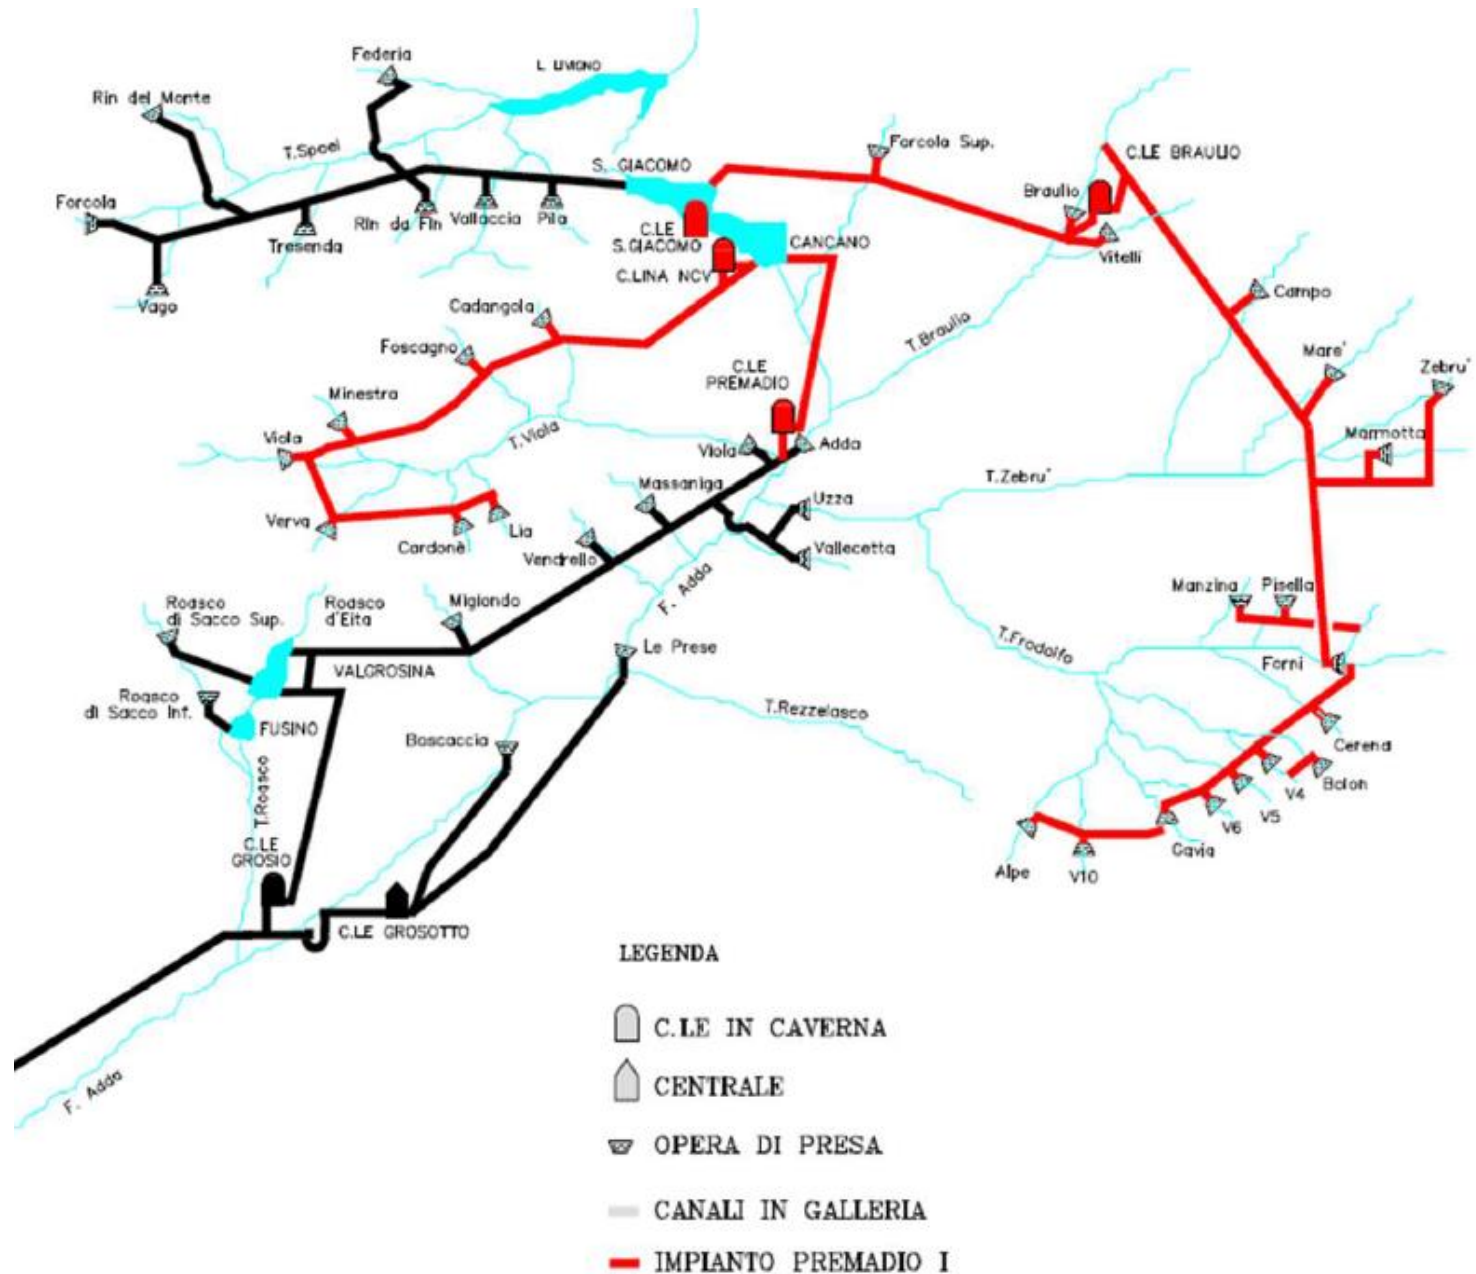 Federia
L. LIVIGNO
Rin del Monte
T.Spoel
Forcola Sup.
C.LE BRAULIO
S. GIACOMO
Braulio
Forcola
Rin da Fin
Vallaccia
Pila
Tresenda
C.LE
S.GIACOMO
CANCANO
Vitelli
C.LINA NCV
Vago
Cadangola
Campo
T.Braulio
Foscagno
Mare'
C.LE
PREMADIO
Zebru'
Minestra
Viola
T.Viola
Viola
Adda
Marmotta
Massaniga
T.Zebru'
Uzza
Verva
Lia
Cardonè
Vendrello
Vallecetta
F. Adda
Manzina
Pisella
Roasco
di Sacco Sup.
Roasco
d'Eita
Migiondo
T.Frodolfo
Le Prese
Forni
VALGROSINA
Roasco
di Sacco Inf.
T.Rezzelasco
FUSINO
Boscaccia
Cerena
T.Roasco
Bolon
V4
V5
V6
C.LE
GROSIO
Gavia
Alpe
V10
C.LE GROSOTTO
LEGENDA
C.LE IN CAVERNA
F. Adda
CENTRALE
OPERA DI PRESA
CANALI IN GALLERIA
IMPIANTO PREMADIO I